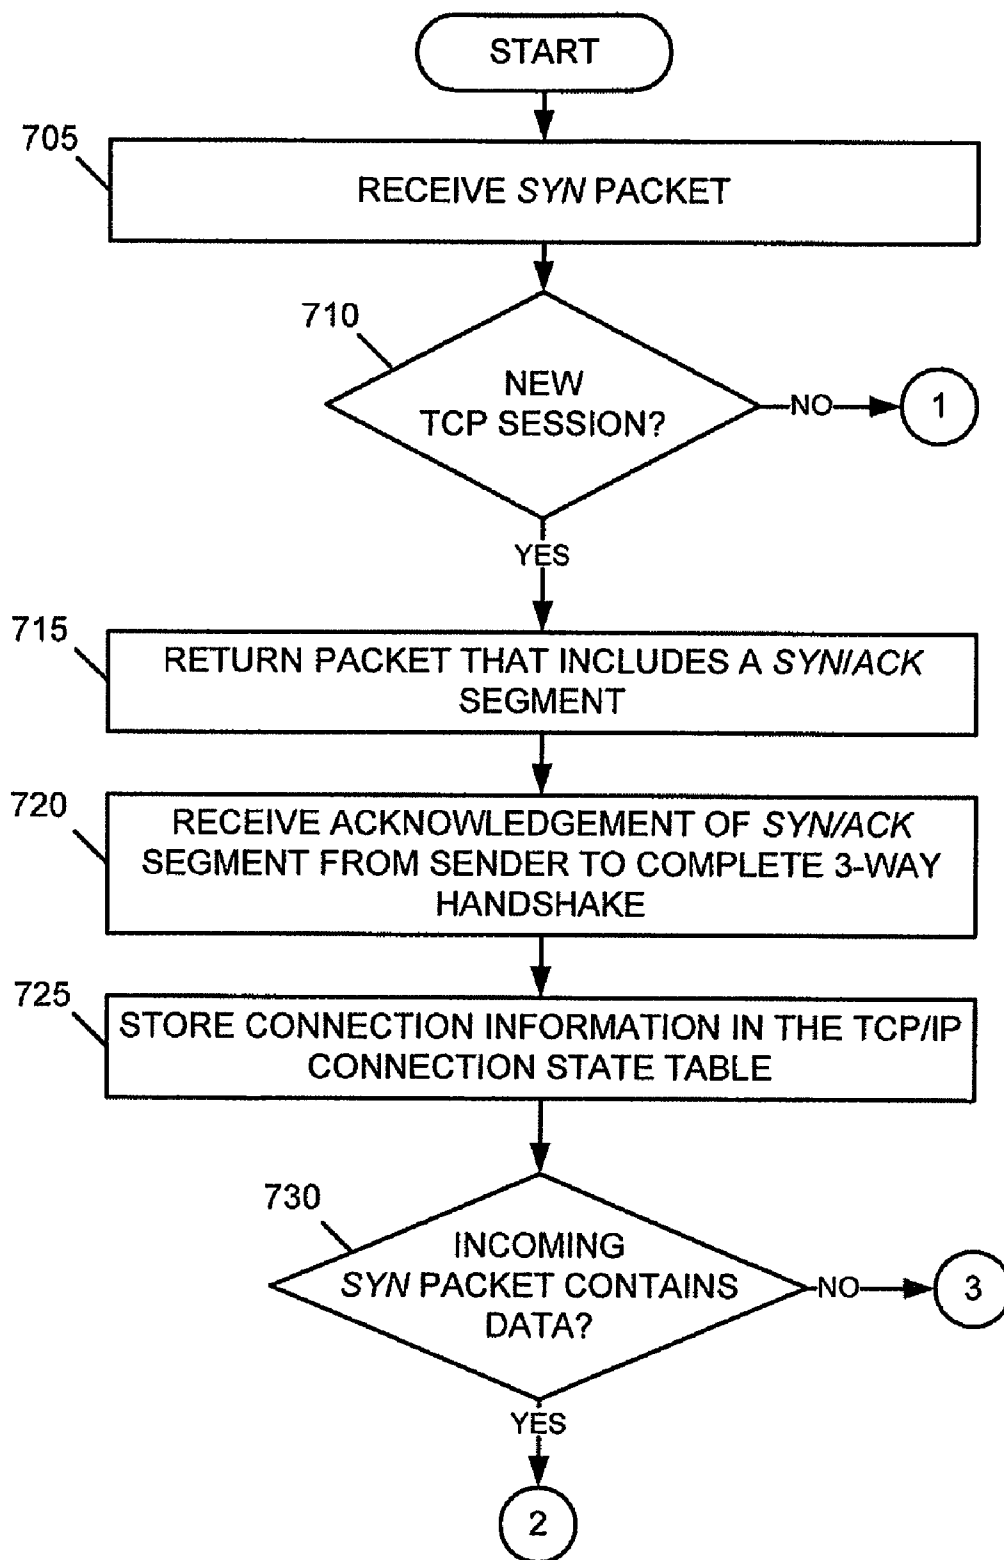 START
705
RECEIVE SYN PACKET
710
NEW
TCP SESSION?
NO
1
YES
715
RETURN PACKET THAT INCLUDES A SYN/ACK
SEGMENT
720
RECEIVE ACKNOWLEDGEMENT OF SYN/ACK
SEGMENT FROM SENDER TO COMPLETE 3-WAY
HANDSHAKE
725
STORE CONNECTION INFORMATION IN THE TCP/IP
CONNECTION STATE TABLE
730
INCOMING
SYN PACKET CONTAINS
DATA?
NO
3
YES
2